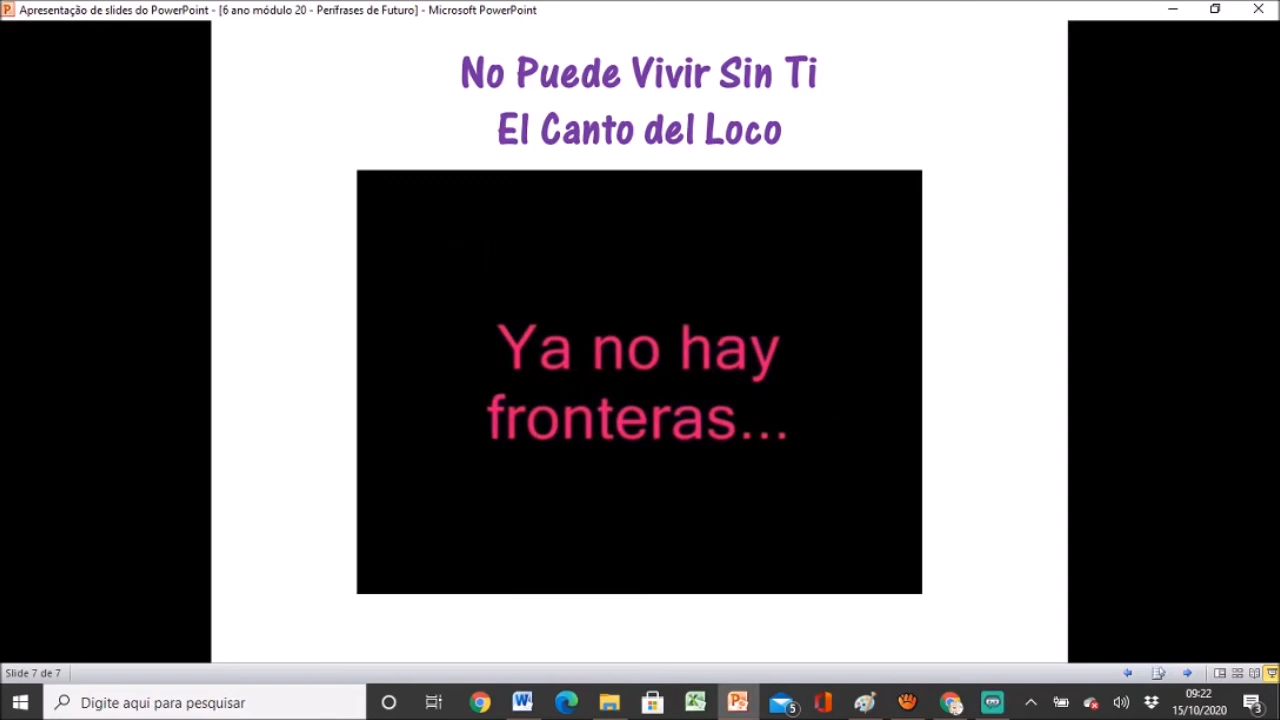 Apresentação de slides do PowerPoint - [6 ano módulo 20 - Perífrases de Futuro] - Microsoft PowerPoint
No Puede Vivir Sin Ti
El Canto del Loco
Ya no hay
fronteras...
Slide 7 de 7
Digite aqui para pesquisar
5
09:22
15/10/2020
3